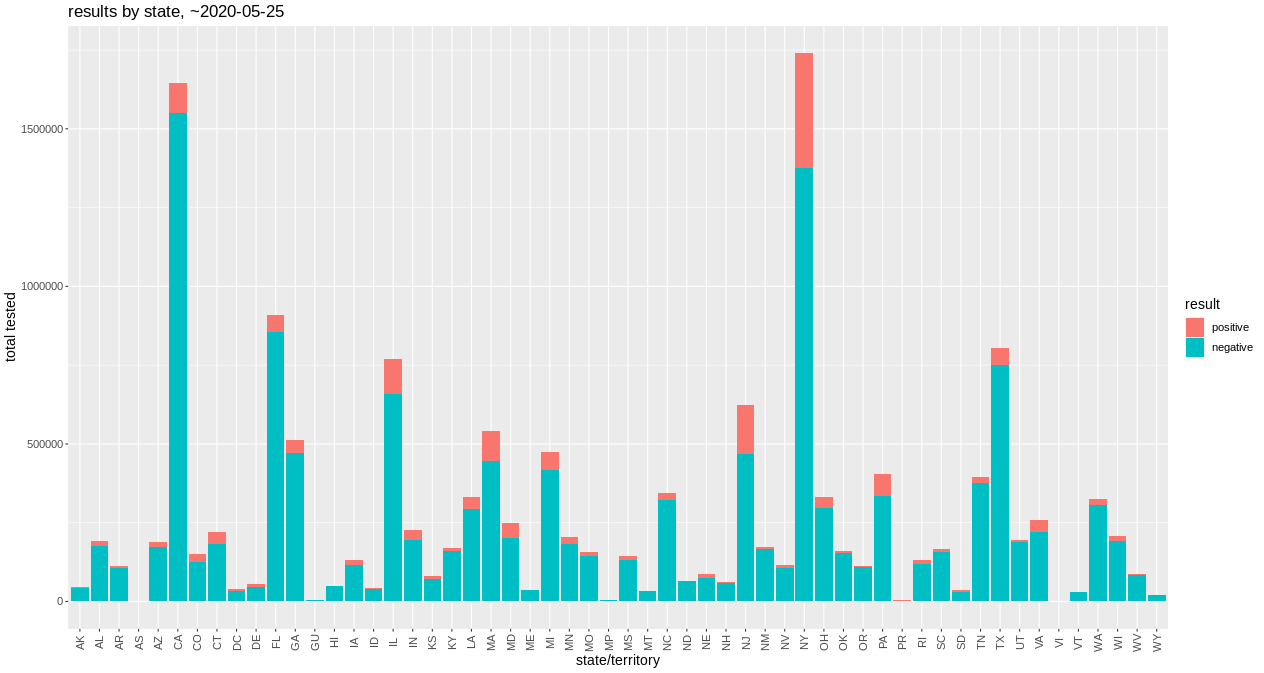 results by state, ~2020-05-25
total tested
1500000
1000000
500000
0
AK AL AR AS AZ CA CO CT DC DE FL GA GU HI IA ID IL IN KS KY LA MA MD ME MI MN MO MP MS MT NC ND NE NH NJ NM NV NY OH OK OR PA PR RI SC SD TN TX UT VA VI VT WA WI WV WY
state/territory
result
positive
negative